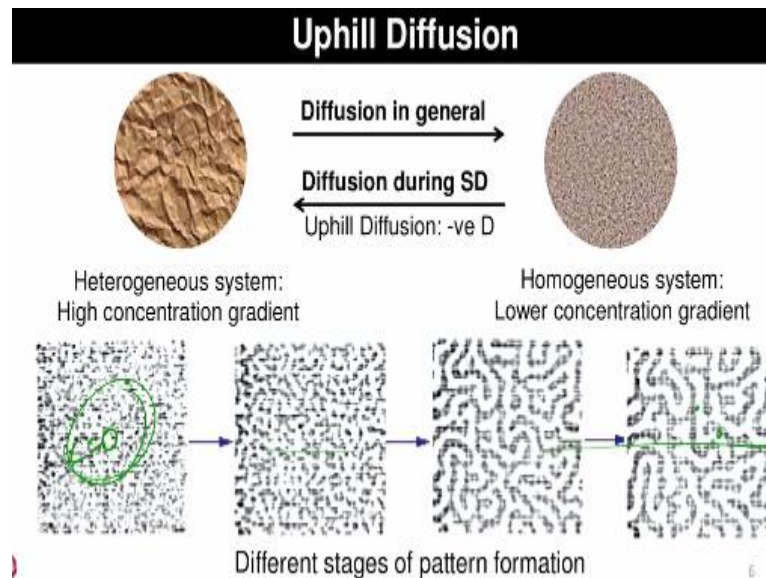 Uphill Diffusion
Diffusion in general
Diffusion during SD
Uphill Diffusion: -ve D
Heterogeneous system:
High concentration gradient
Homogeneous system:
Lower concentration gradient
Different stages of pattern formation
6